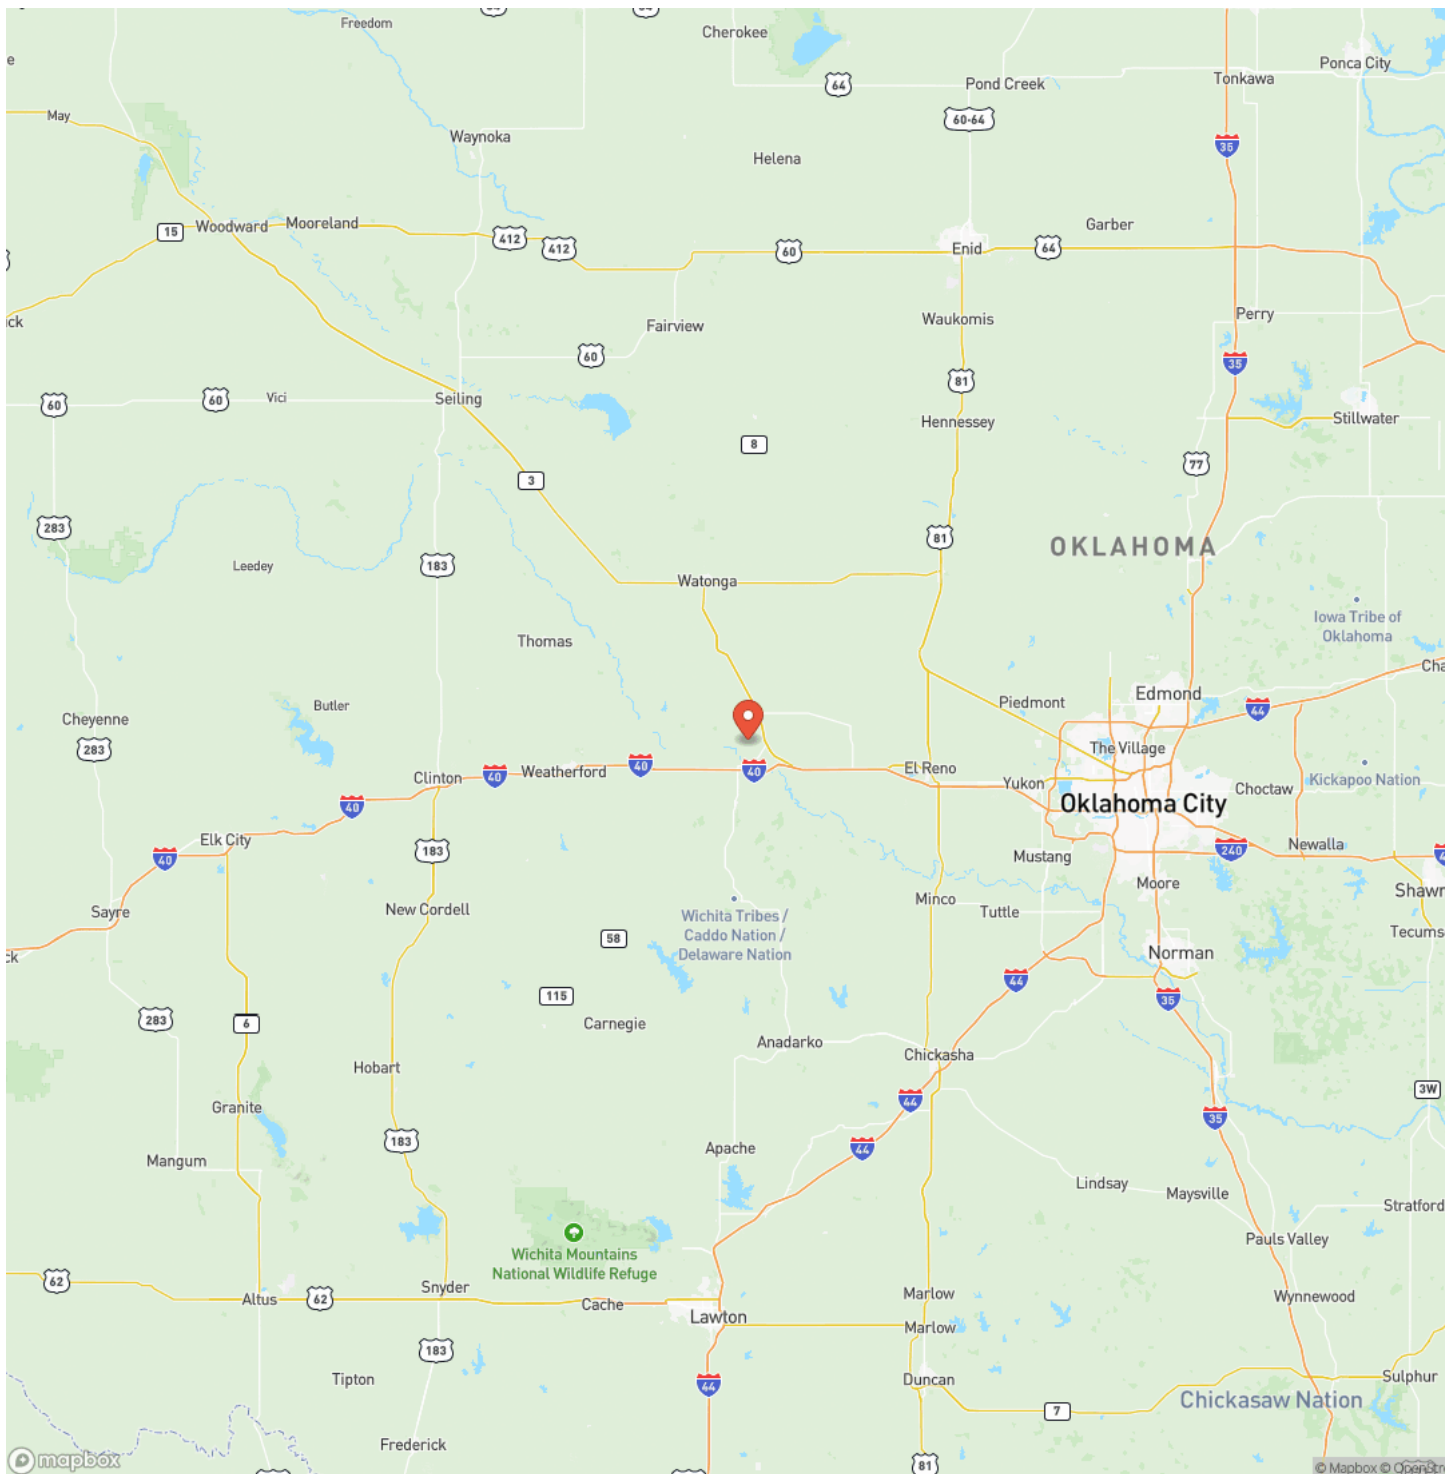 Freedom
Cherokee
Ponca City
Tonkawa
64
Pond Creek
60-64
May
Waynoka
35
Helena
15
Woodward
Mooreland
412
412
60
Enid
64
Garber
ck
Fairview
Waukomis
Perry
60
35
60
60
Vici
Seiling
81
Hennessey
Stillwater
8
3
77
283
81
OKLAHOMA
Leedey
183
Watonga
Iowa Tribe of
Oklahoma
Thomas
Cha
Cheyenne
Butler
Piedmont
Edmond
44
283
The Village
Clinton
40
Weatherford
40
40
El Reno
Yukon
Kickapoo Nation
40
Oklahoma City
Choctaw
Elk City
40
183
Mustang
240
Newalla
4
Moore
Shawn
Sayre
New Cordell
Minco
Tuttle
Wichita Tribes /
Caddo Nation /
Delaware Nation
58
Tecums
ck
Norman
44
115
35
283
6
Carnegie
Anadarko
Chickasha
Hobart
44
3W
Granite
35
183
Apache
44
Mangum
Lindsay
Maysville
Stratford
Pauls Valley
Wichita Mountains
National Wildlife Refuge
62
Snyder
Altus
62
Cache
Marlow
Wynnewood
Lawton
Marlow
183
Tipton
44
Duncan
Sulphur
Chickasaw Nation
7
Frederick
mapbox
81
© Mapbox © OpenStre